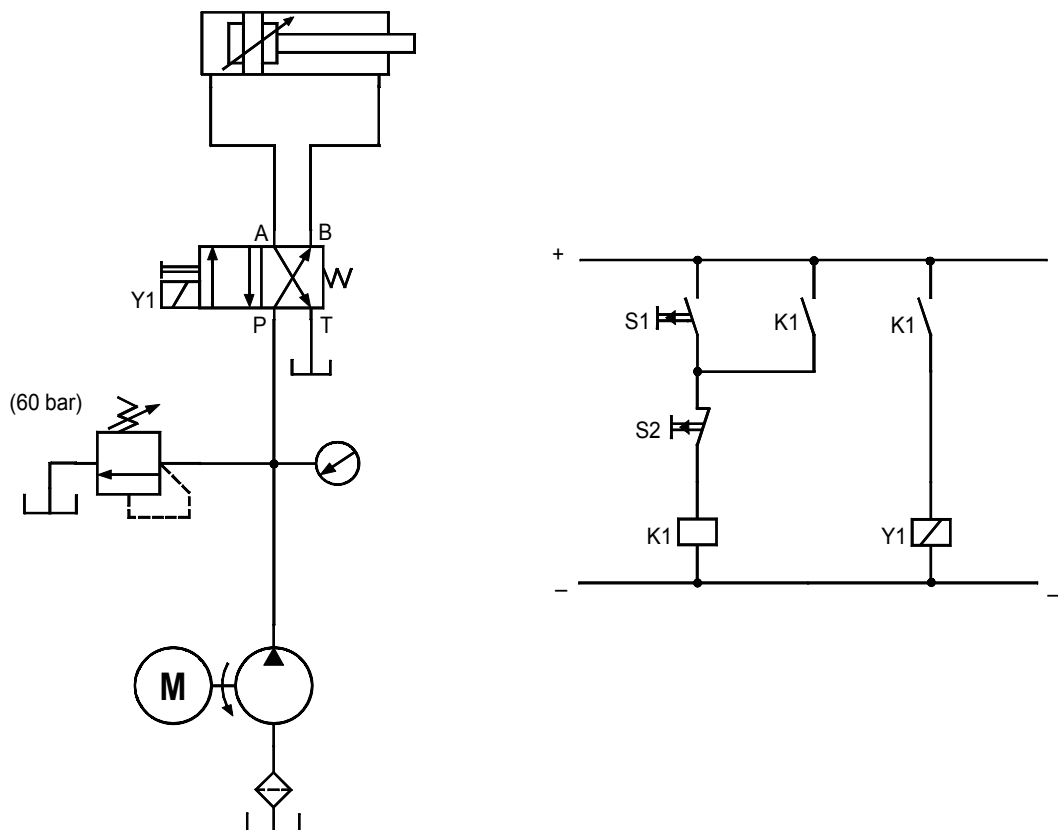 A B
Y1
P T
(60 bar)
M
+
S1 K1 K1
S2
K1 Y1
– –